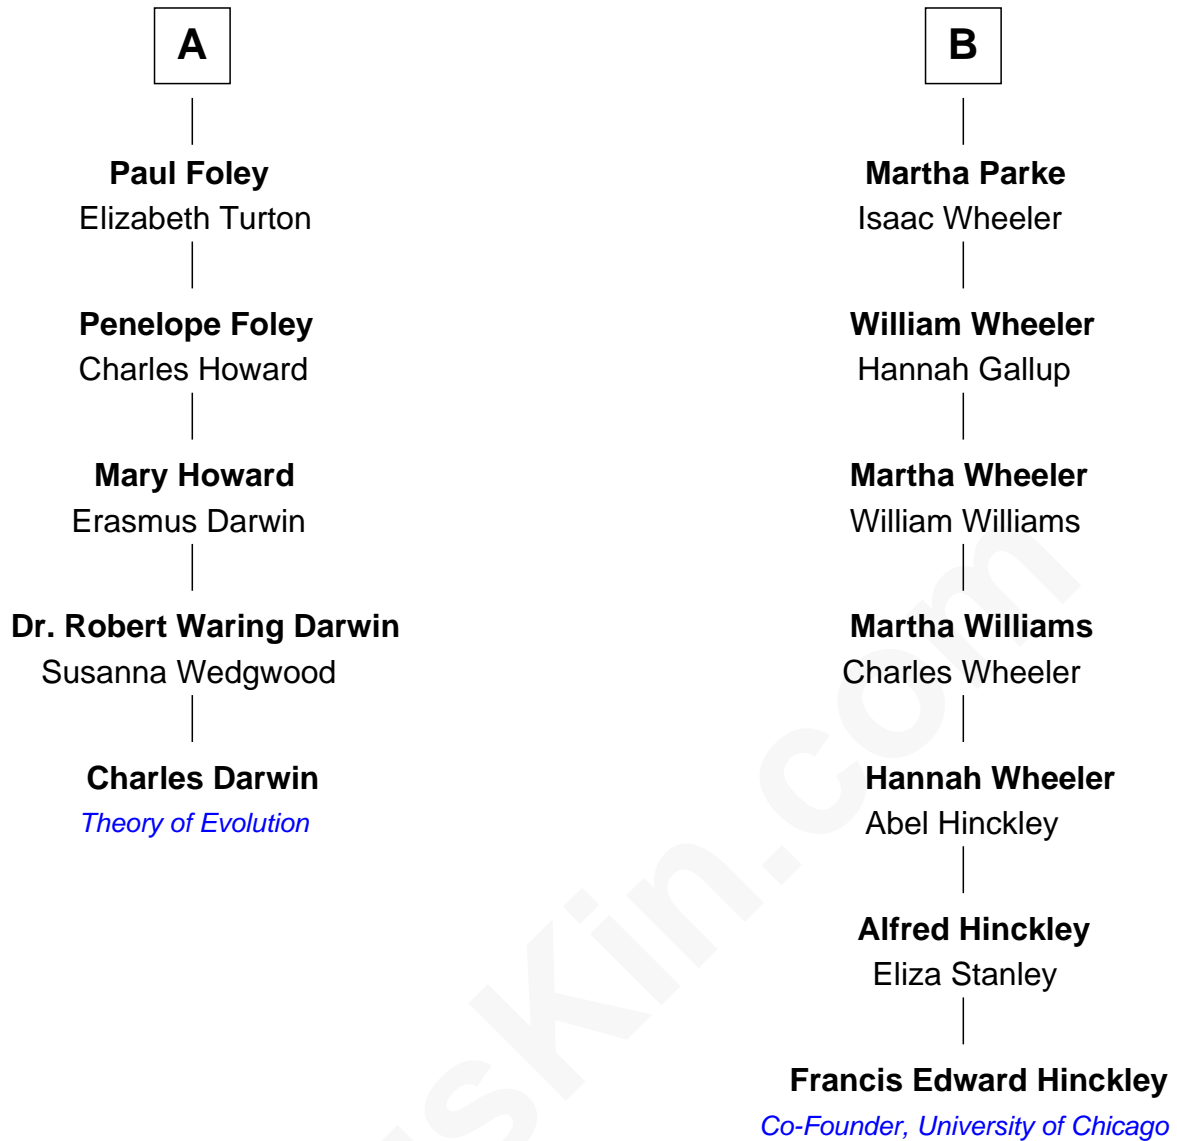 A
Paul Foley
Elizabeth Turton
Penelope Foley
Charles Howard
Mary Howard
Erasmus Darwin
Dr. Robert Waring Darwin
Susanna Wedgwood
Charles Darwin
Theory of Evolution
B
Martha Parke
Isaac Wheeler
William Wheeler
Hannah Gallup
Martha Wheeler
William Williams
Martha Williams
Charles Wheeler
Hannah Wheeler
Abel Hinckley
Alfred Hinckley
Eliza Stanley
Francis Edward Hinckley
Co-Founder, University of Chicago
usKin.com